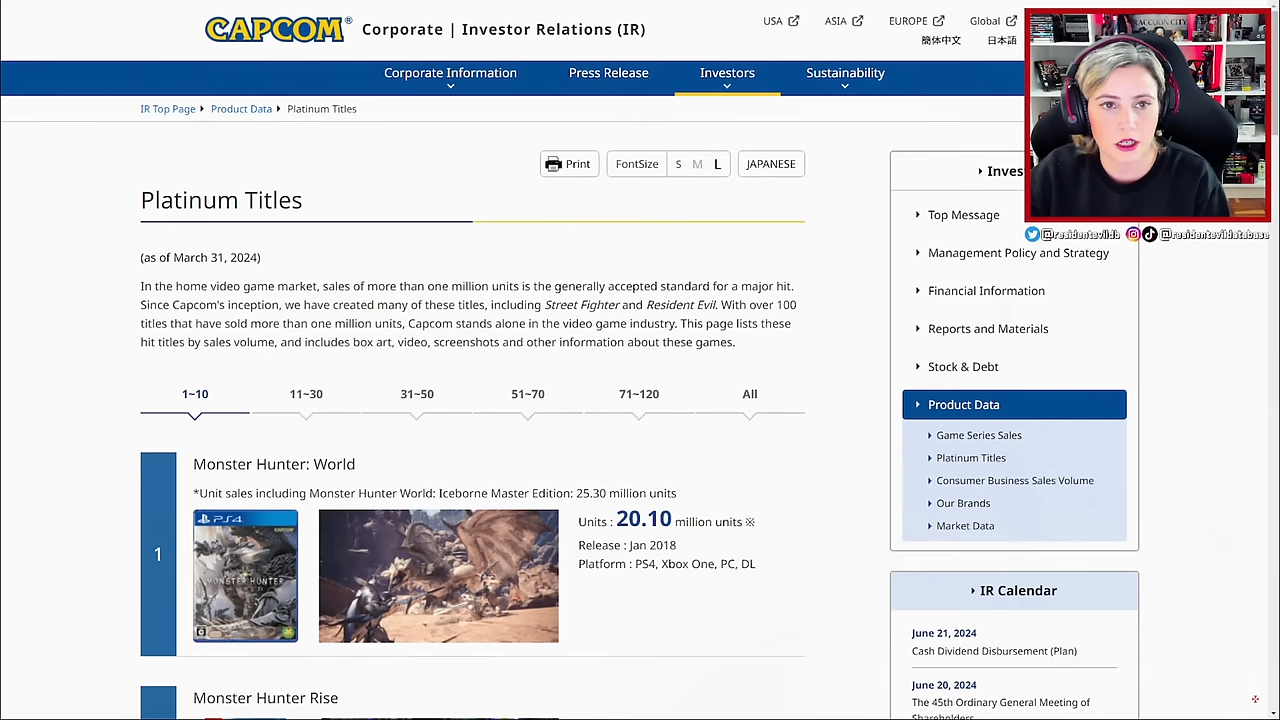 CAPCOM® Corporate | Investor Relations (IR)
USA ASIA EUROPE Global
簡体中文 日本語
Corporate Information Press Release Investors Sustainability
IR Top Page Product Data Platinum Titles
Print FontSize S M L JAPANESE
Platinum Titles
(as of March 31, 2024)
In the home video game market, sales of more than one million units is the generally accepted standard for a major hit.
Since Capcom's inception, we have created many of these titles, including Street Fighter and Resident Evil. With over 100
titles that have sold more than one million units, Capcom stands alone in the video game industry. This page lists these
hit titles by sales volume, and includes box art, video, screenshots and other information about these games.
1~10 11~30 31~50 51~70 71~120 All
1
Monster Hunter: World
*Unit sales including Monster Hunter World: Iceborne Master Edition: 25.30 million units
PS4
CAPCOM
MONSTER HUNTER
Units : 20.10 million units ※
Release : Jan 2018
Platform : PS4, Xbox One, PC, DL
Monster Hunter Rise
RACCOON CITY
@residentevildb @residentevildatabase
Inves
Top Message
Management Policy and Strategy
Financial Information
Reports and Materials
Stock & Debt
Product Data
Game Series Sales
Platinum Titles
Consumer Business Sales Volume
Our Brands
Market Data
IR Calendar
June 21, 2024
Cash Dividend Disbursement (Plan)
June 20, 2024
The 45th Ordinary General Meeting of
Shareholders